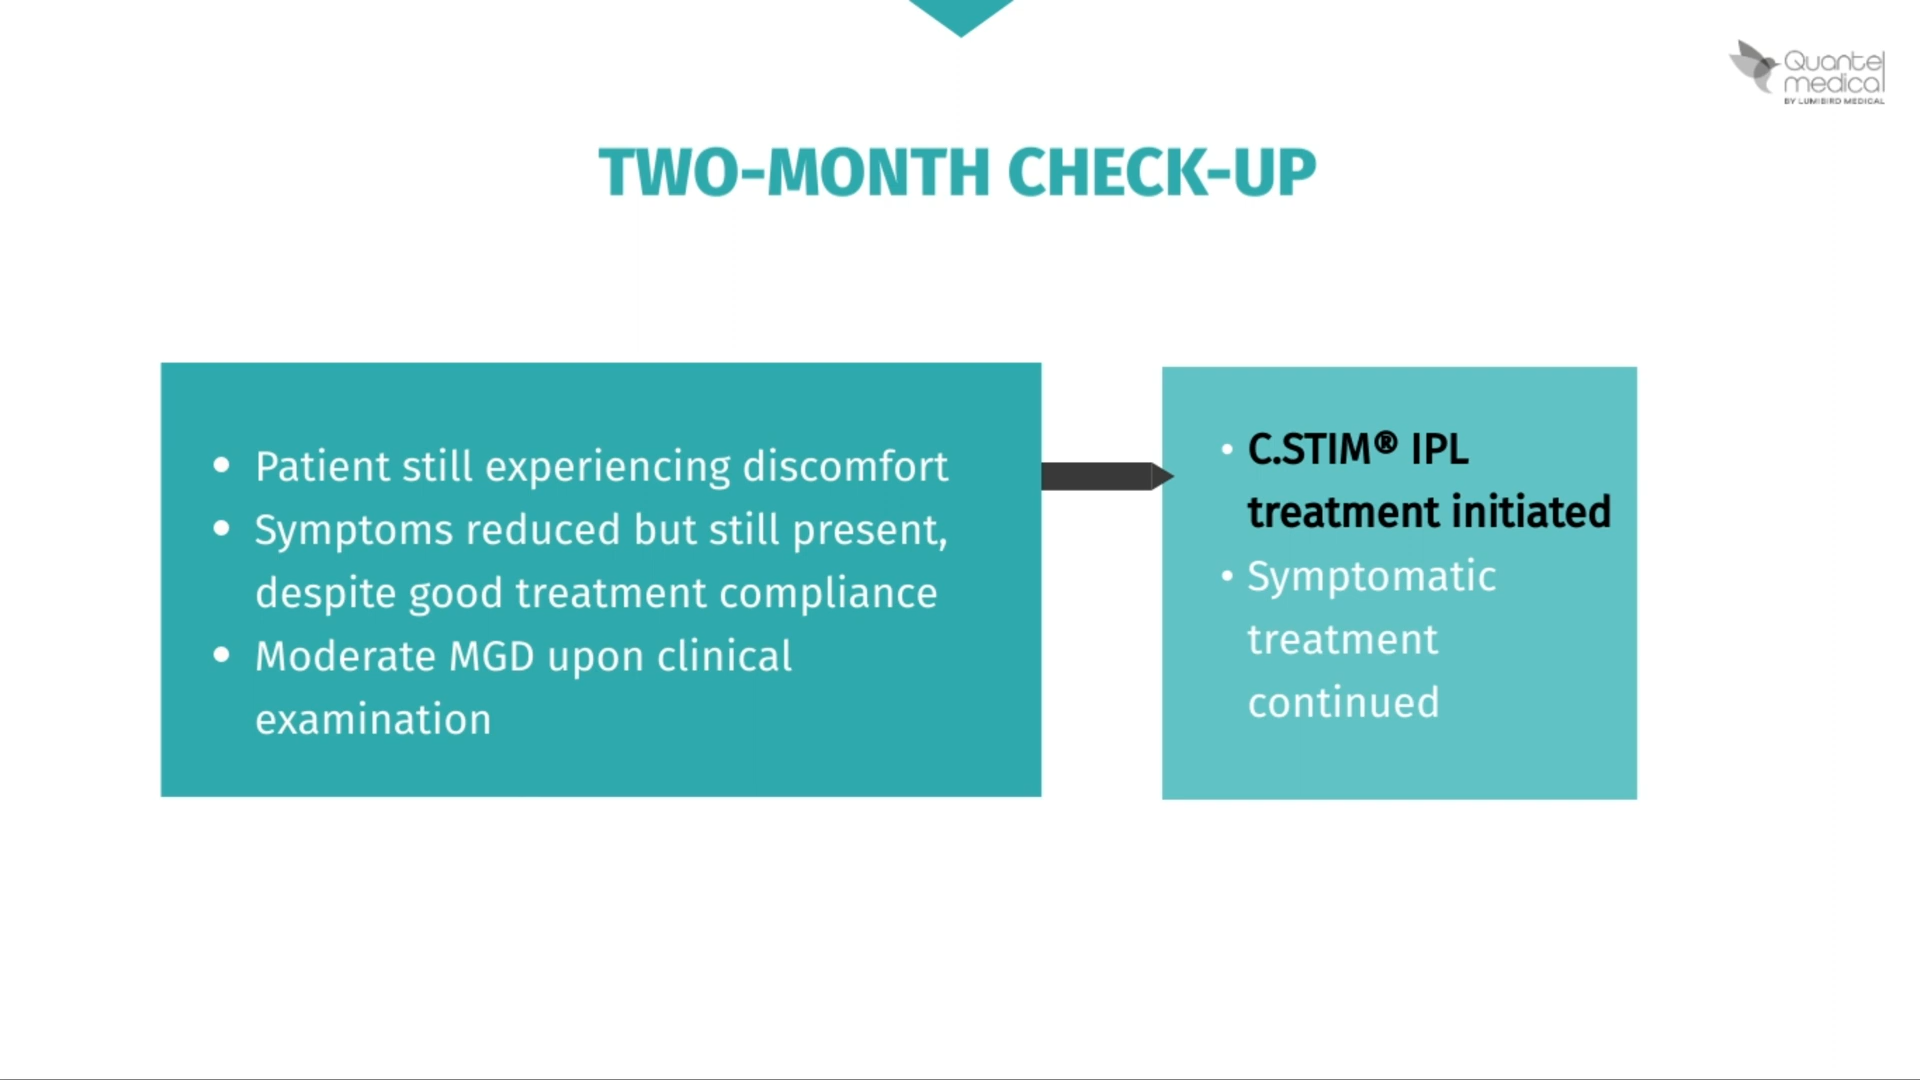 Quantel
medical
BY LUMIBIRD MEDICAL
TWO-MONTH CHECK-UP
• Patient still experiencing discomfort
• Symptoms reduced but still present,
despite good treatment compliance
• Moderate MGD upon clinical
examination
• C.STIM® IPL
treatment initiated
• Symptomatic
treatment
continued